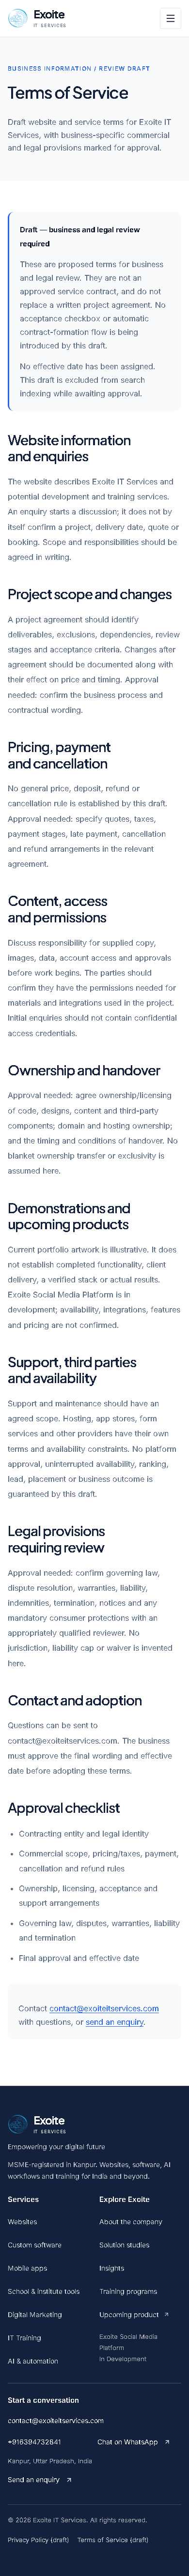 Exoite
IT SERVICES
BUSINESS INFORMATION / REVIEW DRAFT
Terms of Service
Draft website and service terms for Exoite IT
Services, with business-specific commercial
and legal provisions marked for approval.
Draft — business and legal review
required
These are proposed terms for business
and legal review. They are not an
approved service contract, and do not
replace a written project agreement. No
acceptance checkbox or automatic
contract-formation flow is being
introduced by this draft.
No effective date has been assigned.
This draft is excluded from search
indexing while awaiting approval.
Website information
and enquiries
The website describes Exoite IT Services and
potential development and training services.
An enquiry starts a discussion; it does not by
itself confirm a project, delivery date, quote or
booking. Scope and responsibilities should be
agreed in writing.
Project scope and changes
A project agreement should identify
deliverables, exclusions, dependencies, review
stages and acceptance criteria. Changes after
agreement should be documented along with
their effect on price and timing. Approval
needed: confirm the business process and
contractual wording.
Pricing, payment
and cancellation
No general price, deposit, refund or
cancellation rule is established by this draft.
Approval needed: specify quotes, taxes,
payment stages, late payment, cancellation
and refund arrangements in the relevant
agreement.
Content, access
and permissions
Discuss responsibility for supplied copy,
images, data, account access and approvals
before work begins. The parties should
confirm they have the permissions needed for
materials and integrations used in the project.
Initial enquiries should not contain confidential
access credentials.
Ownership and handover
Approval needed: agree ownership/licensing
of code, designs, content and third-party
components; domain and hosting ownership;
and the timing and conditions of handover. No
blanket ownership transfer or exclusivity is
assumed here.
Demonstrations and
upcoming products
Current portfolio artwork is illustrative. It does
not establish completed functionality, client
delivery, a verified stack or actual results.
Exoite Social Media Platform is in
development; availability, integrations, features
and pricing are not confirmed.
Support, third parties
and availability
Support and maintenance should have an
agreed scope. Hosting, app stores, form
services and other providers have their own
terms and availability constraints. No platform
approval, uninterrupted availability, ranking,
lead, placement or business outcome is
guaranteed by this draft.
Legal provisions
requiring review
Approval needed: confirm governing law,
dispute resolution, warranties, liability,
indemnities, termination, notices and any
mandatory consumer protections with an
appropriately qualified reviewer. No
jurisdiction, liability cap or waiver is invented
here.
Contact and adoption
Questions can be sent to
contact@exoiteitservices.com. The business
must approve the final wording and effective
date before adopting these terms.
Approval checklist
• Contracting entity and legal identity
• Commercial scope, pricing/taxes, payment,
cancellation and refund rules
• Ownership, licensing, acceptance and
support arrangements
• Governing law, disputes, warranties, liability
and termination
• Final approval and effective date
Contact contact@exoiteitservices.com
with questions, or send an enquiry.
Exoite
IT SERVICES
Empowering your digital future
MSME-registered in Kanpur. Websites, software, AI
workflows and training for India and beyond.
Services
Explore Exoite
Websites
About the company
Custom software
Solution studies
Mobile apps
Insights
School & institute tools
Training programs
Digital Marketing
Upcoming product ↗
IT Training
Exoite Social Media
Platform
In Development
AI & automation
Start a conversation
contact@exoiteitservices.com
+916394732841
Chat on WhatsApp ↗
Kanpur, Uttar Pradesh, India
Send an enquiry ↗
© 2026 Exoite IT Services. All rights reserved.
Privacy Policy (draft) Terms of Service (draft)